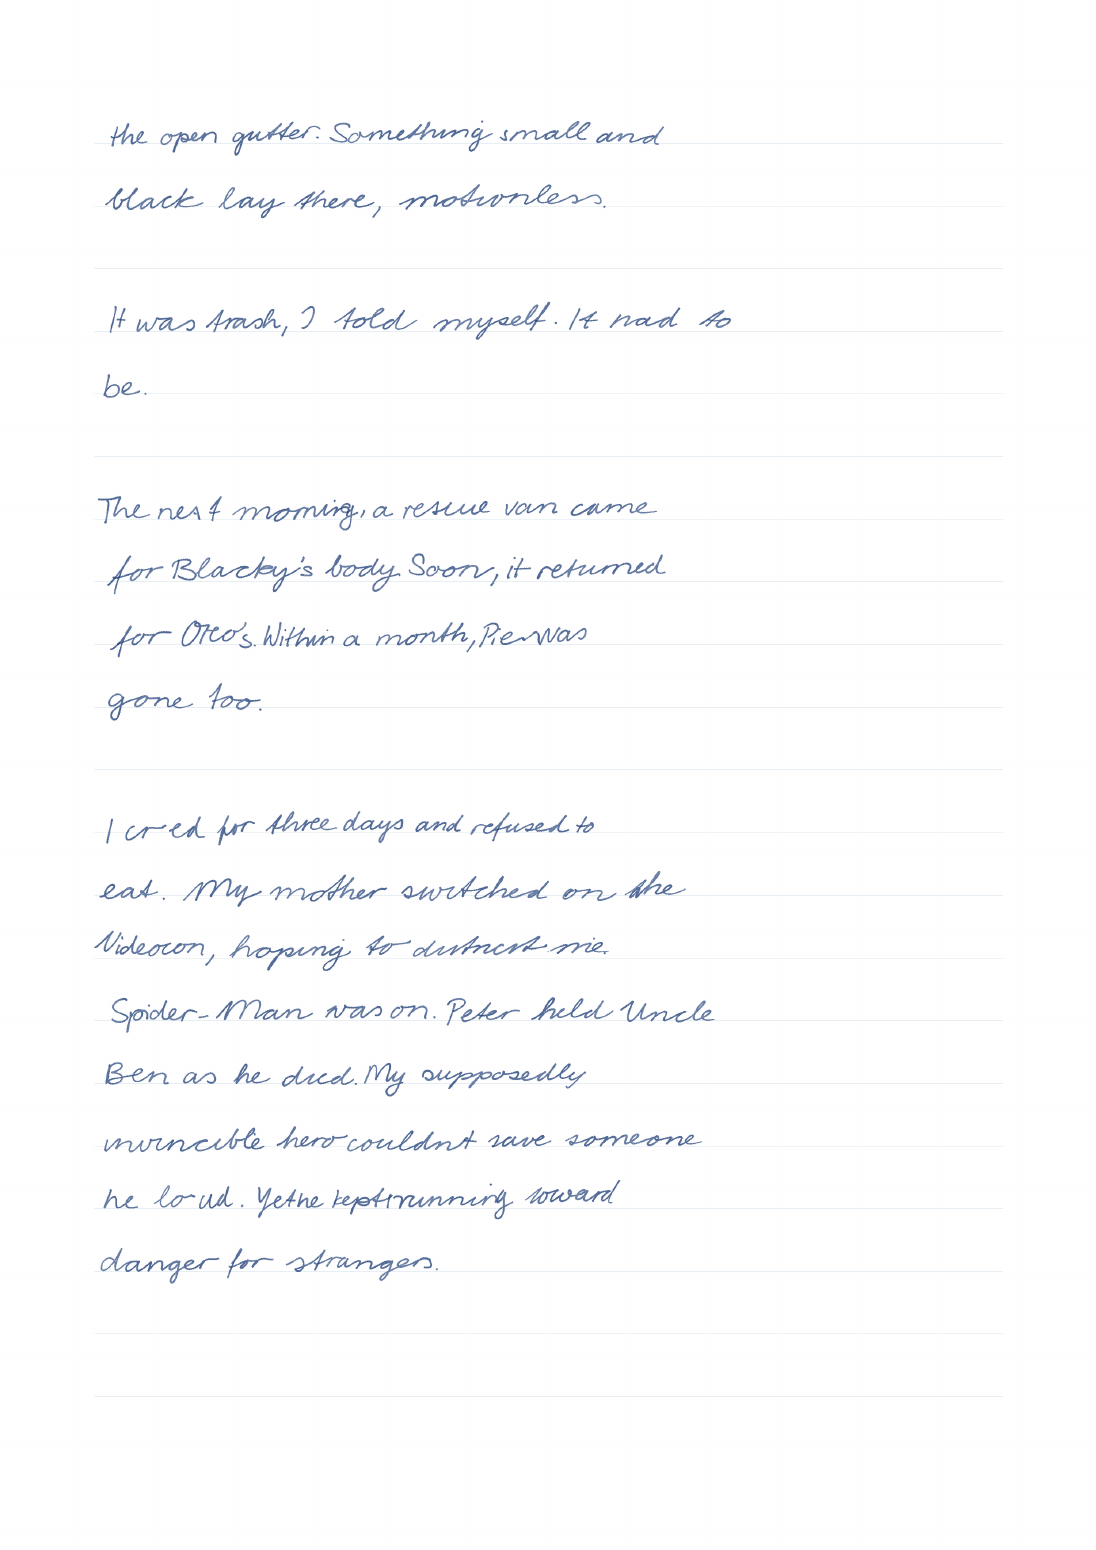 the open gutter. Something small and
black lay there, motionless.
It was trash, I told myself. It had to
be.
The next morning, a rescue van came
for Blacky's body. Soon, it returned
for Oreo's. Within a month, Pie was
gone too.
I cried for three days and refused to
eat. My mother switched on the
Videocon, hoping to distract me.
Spider-Man was on. Peter held Uncle
Ben as he died. My supposedly
invincible hero couldn't save someone
he loved. Yet he kept running toward
danger for strangers.